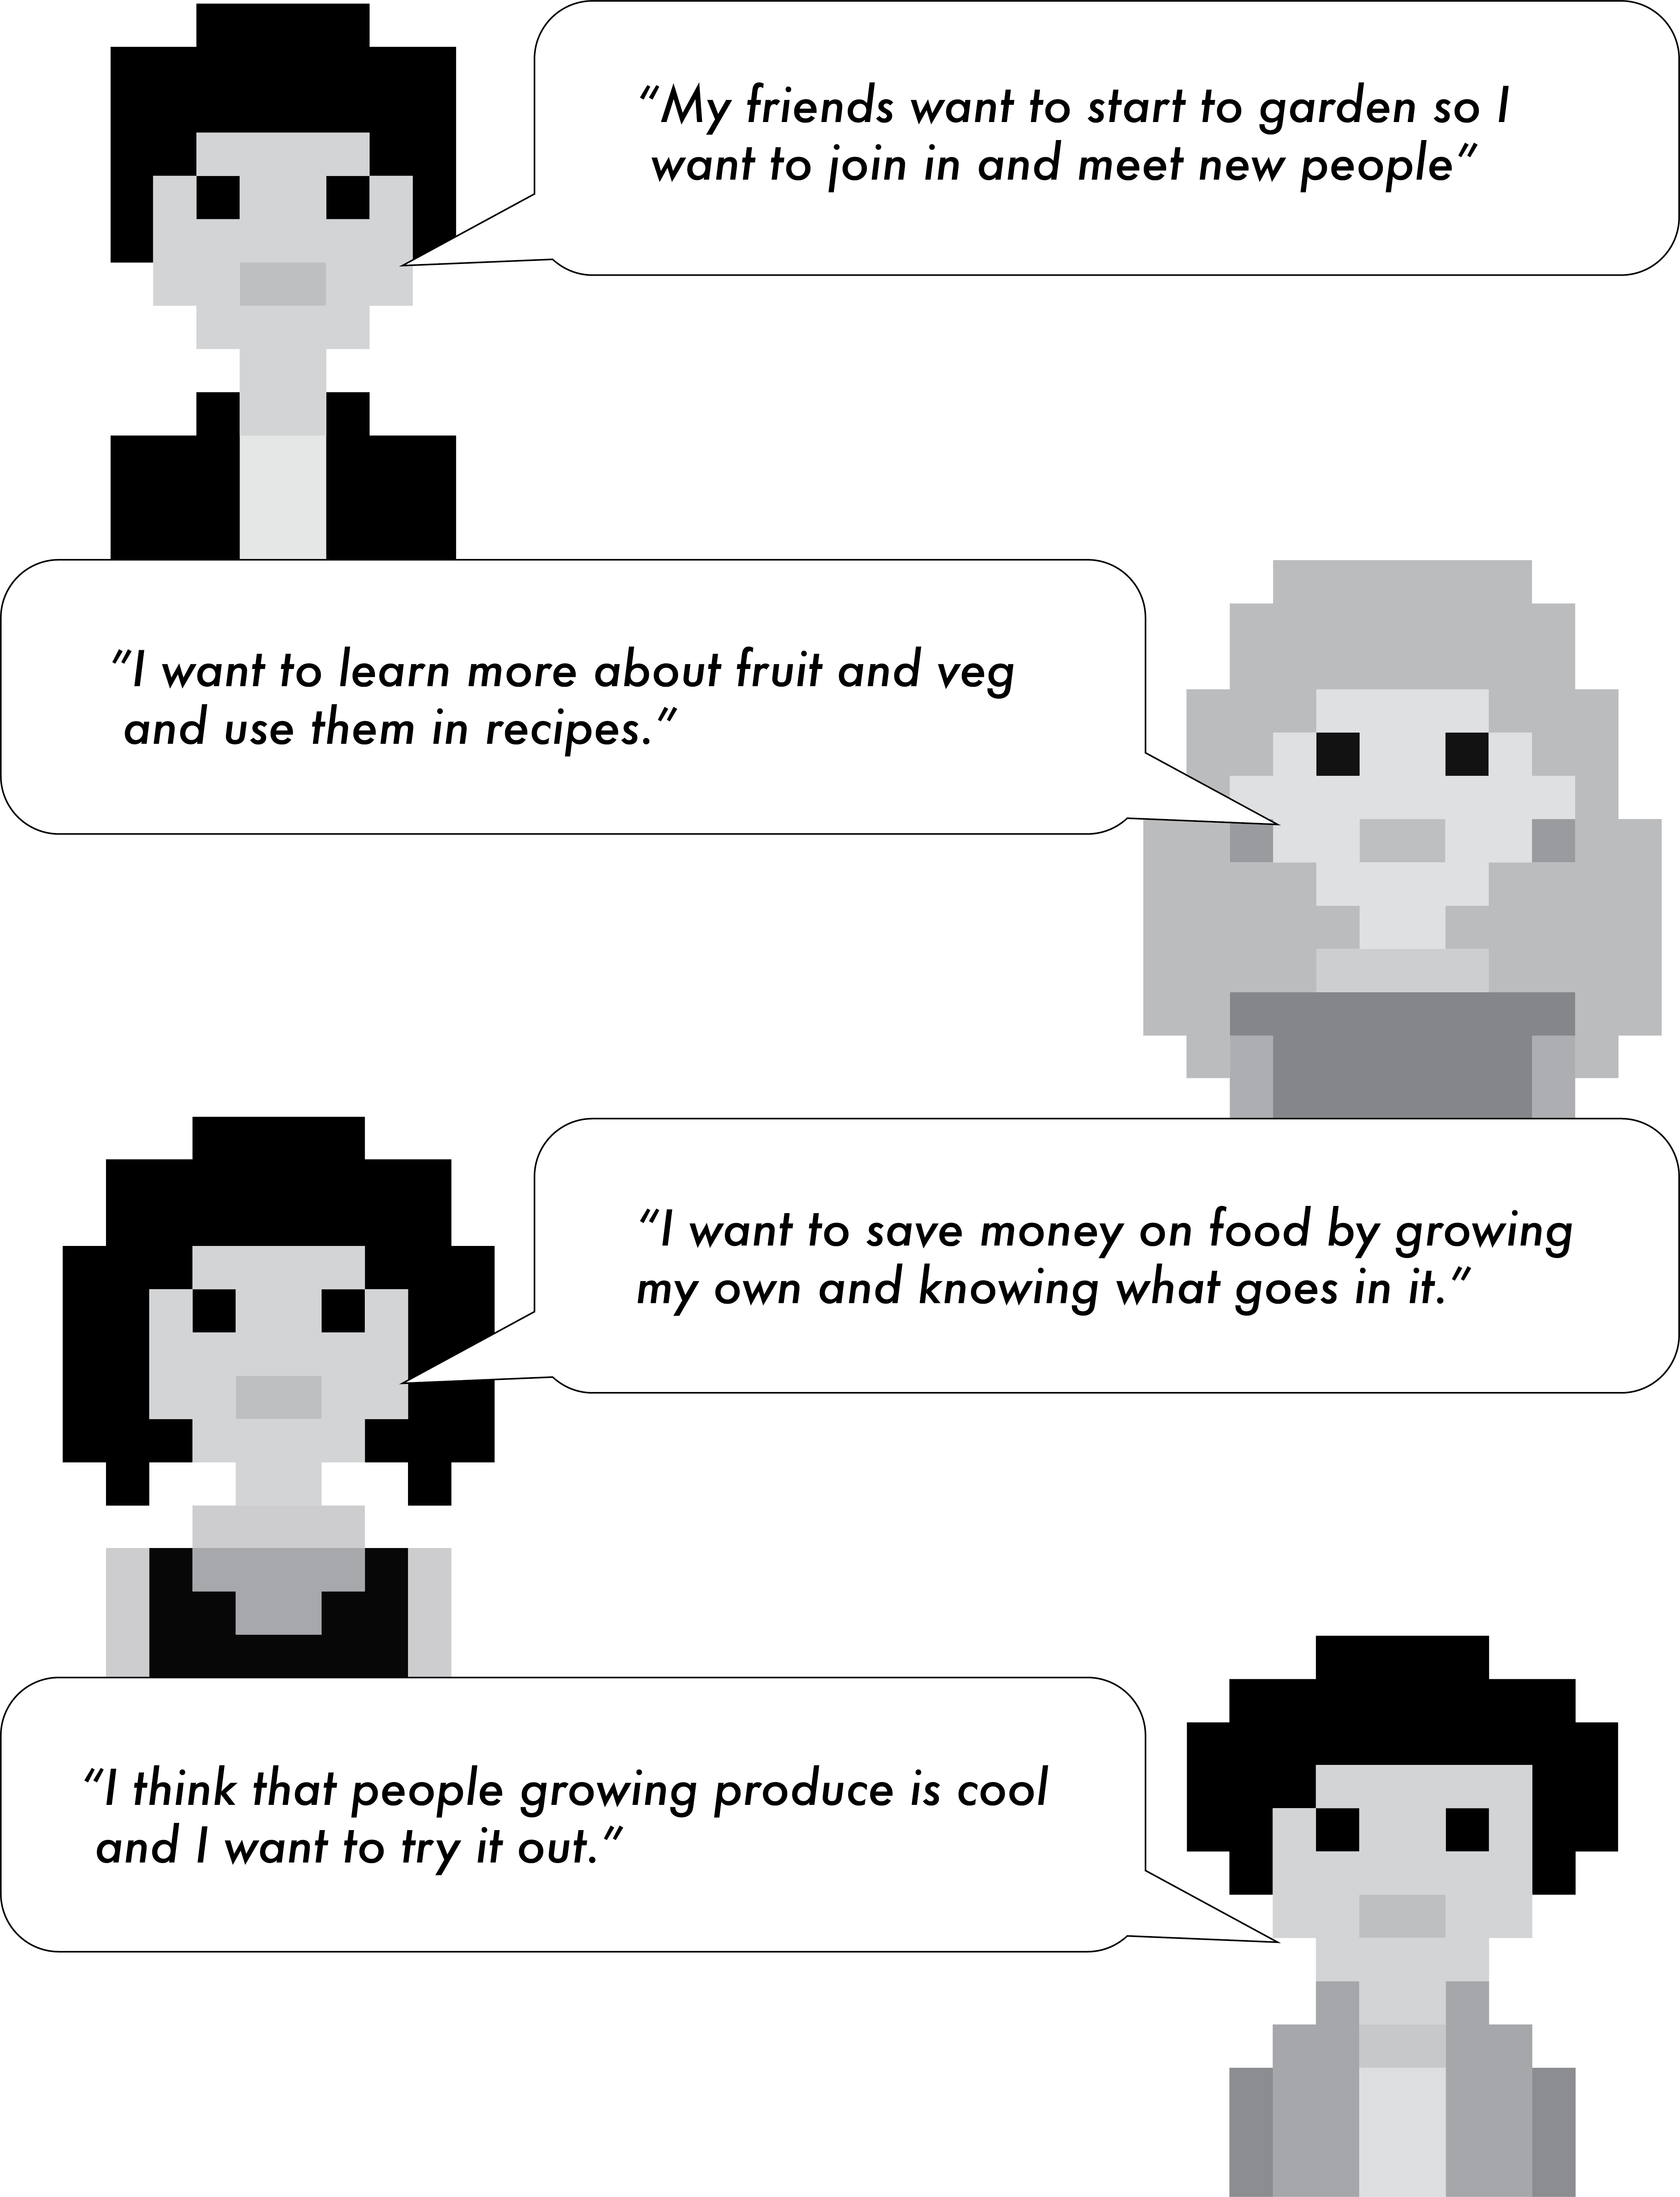 “My friends want to start to garden so I
want to join in and meet new people”
“I want to learn more about fruit and veg
and use them in recipes.”
“I want to save money on food by growing
my own and knowing what goes in it.”
“I think that people growing produce is cool
and I want to try it out.”